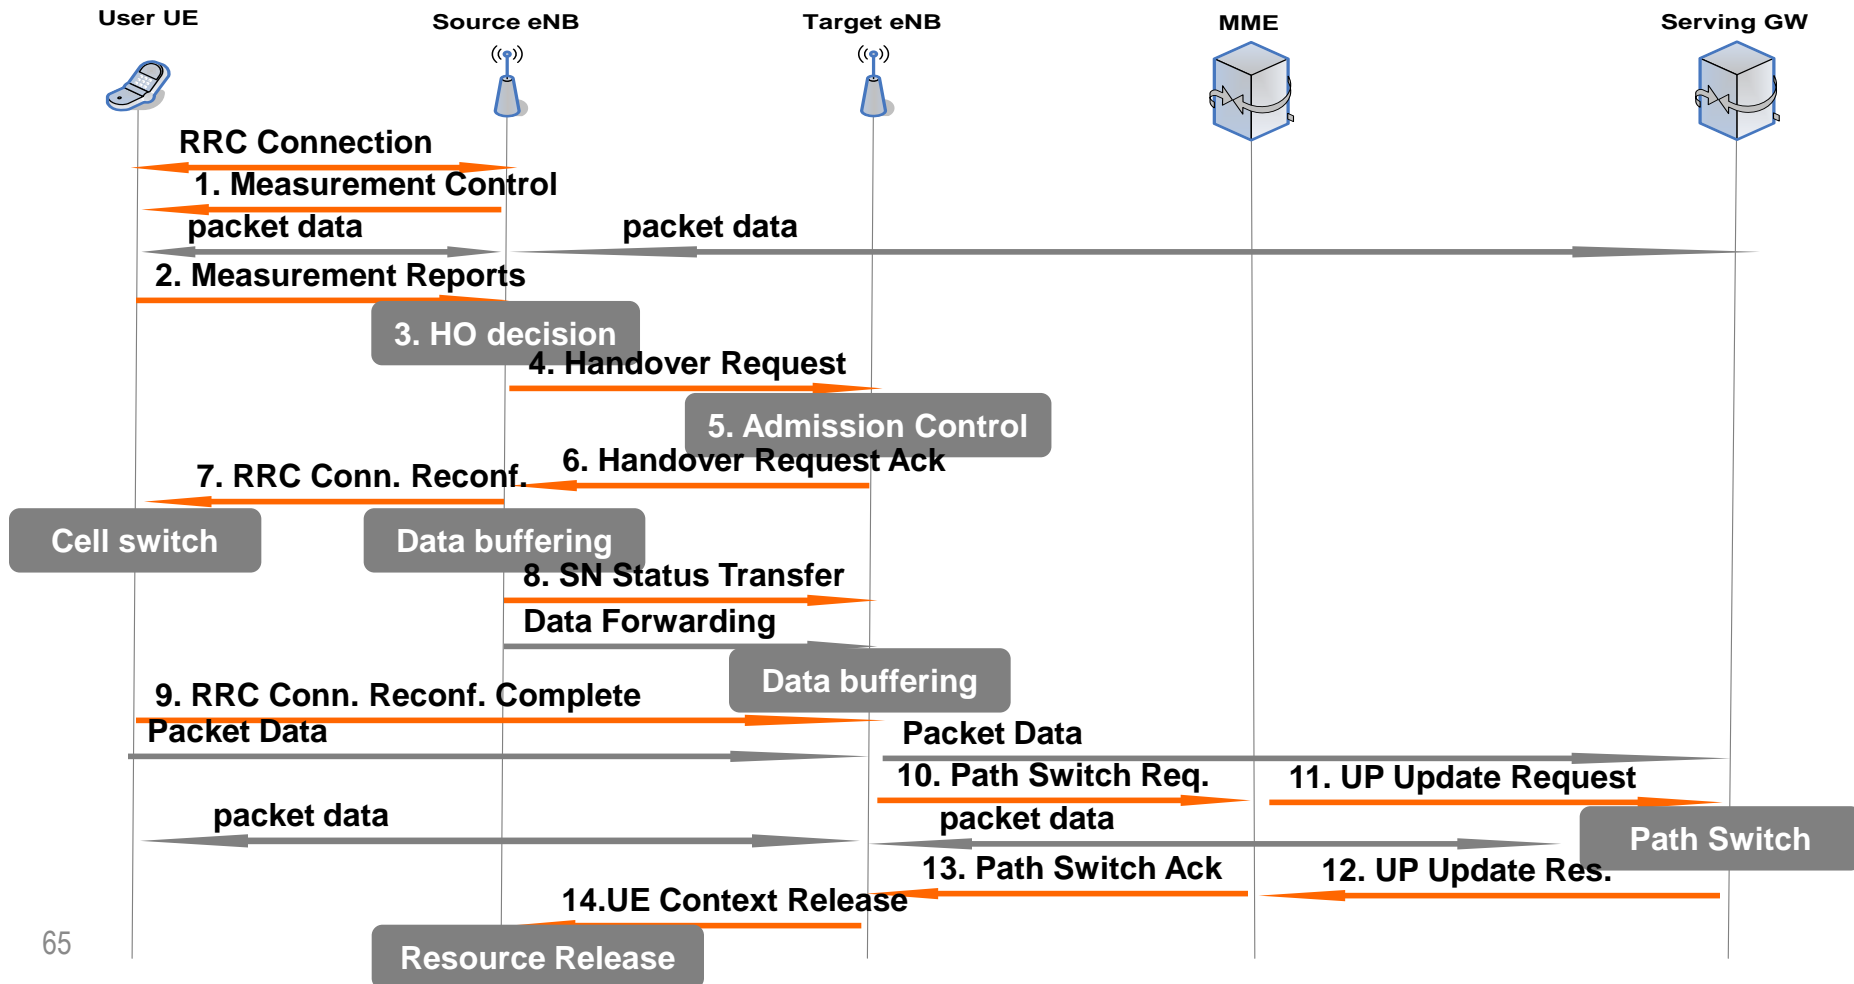 User UE
Source eNB
Target eNB
MME
Serving GW
RRC Connection
1. Measurement Control
packet data
packet data
2. Measurement Reports
3. HO decision
4. Handover Request
5. Admission Control
6. Handover Request Ack
7. RRC Conn. Reconf.
Cell switch
Data buffering
8. SN Status Transfer
Data Forwarding
Data buffering
9. RRC Conn. Reconf. Complete
Packet Data
Packet Data
10. Path Switch Req.
11. UP Update Request
packet data
packet data
Path Switch
13. Path Switch Ack
12. UP Update Res.
14.UE Context Release
Resource Release
65